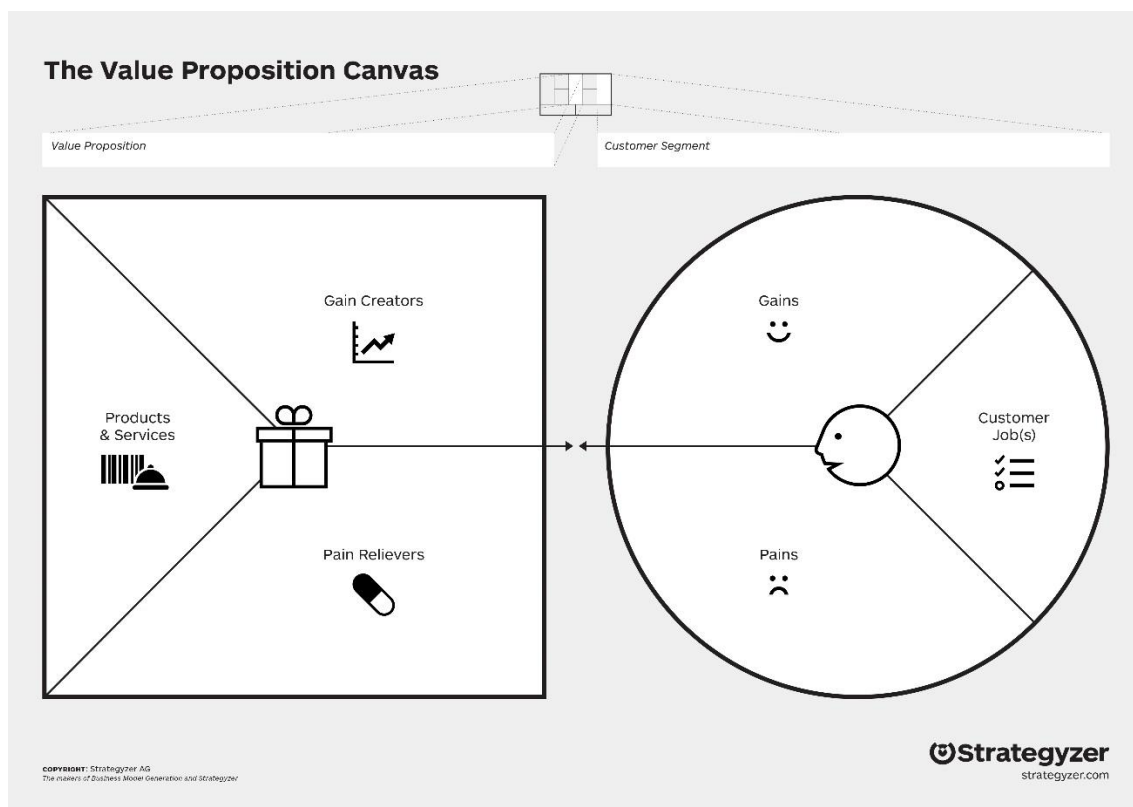 The Value Proposition Canvas
Value Proposition
Customer Segment
Gain Creators
Gains
Products
& Services
Customer
Job(s)
Pain Relievers
Pains
COPYRIGHT: Strategyzer AG
The makers of Business Model Generation and Strategyzer
Strategyzer
strategyzer.com